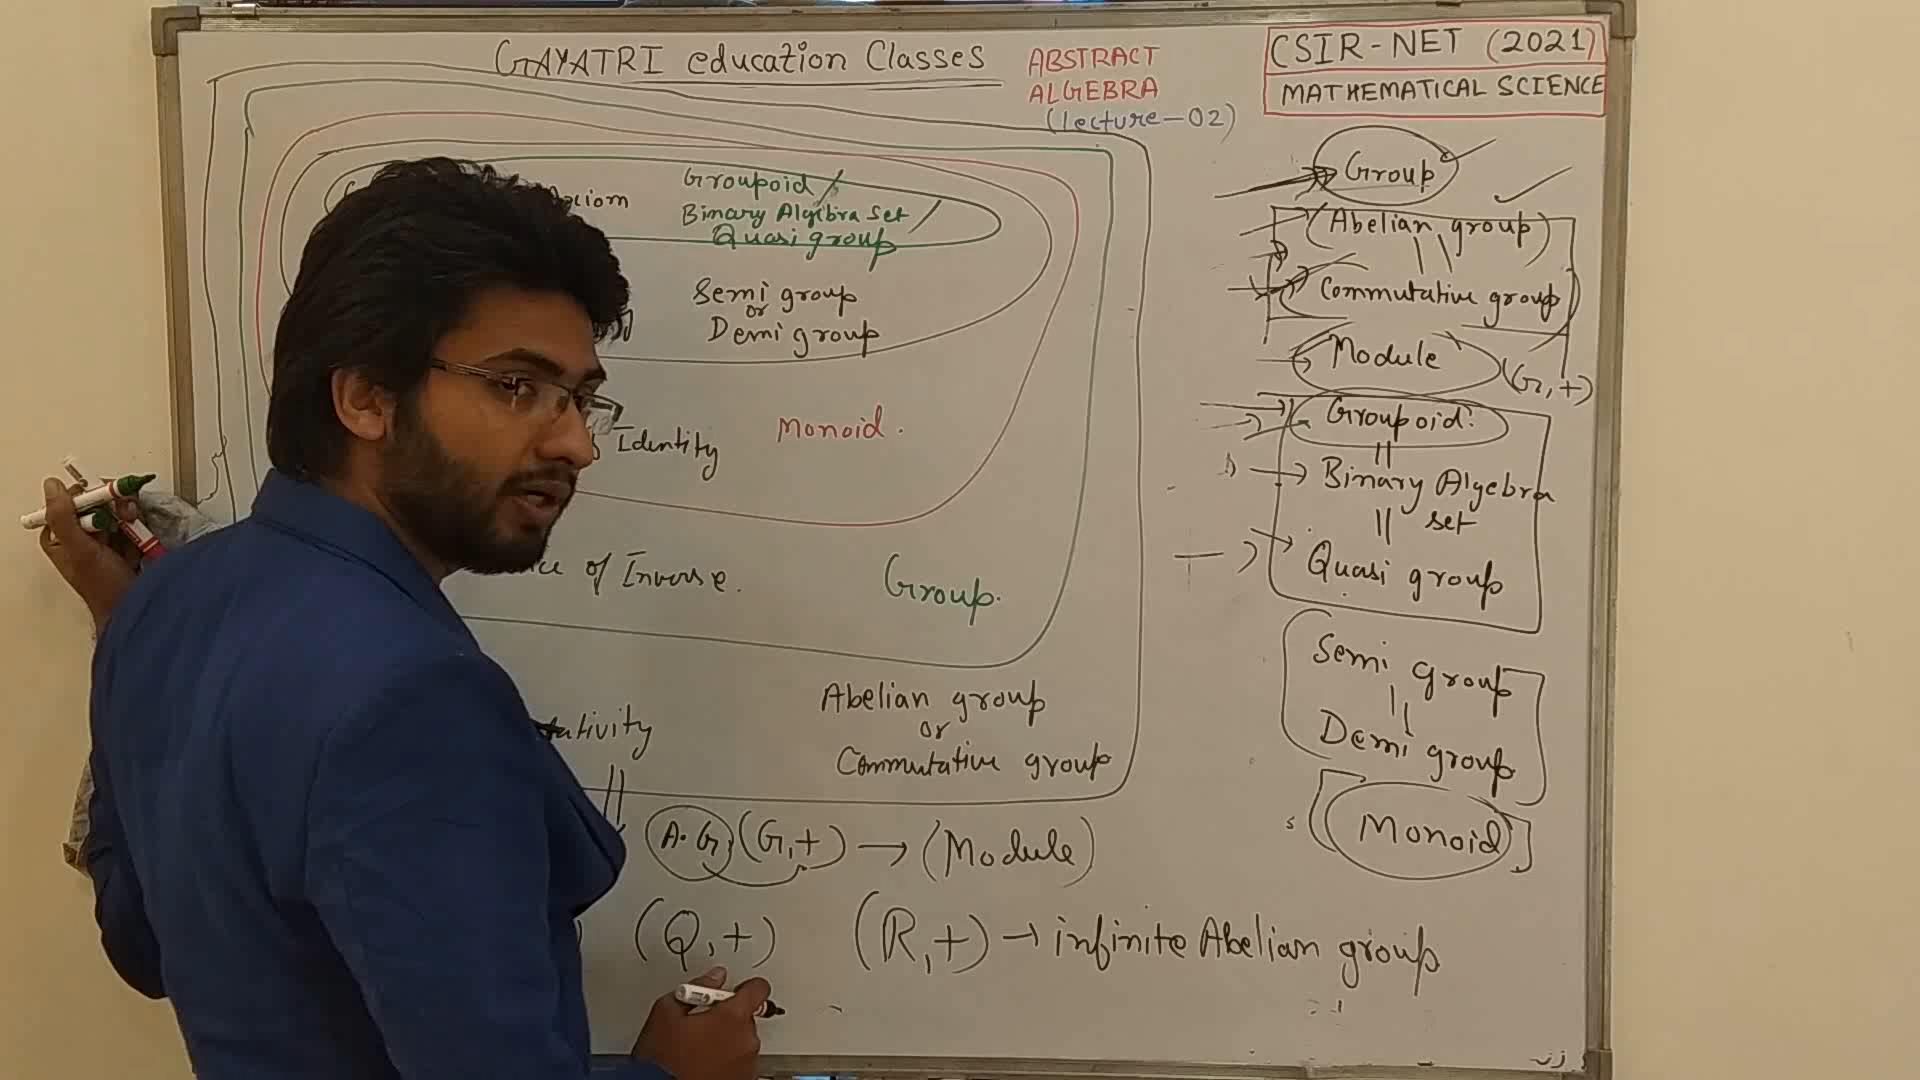 GAYATRI education Classes
ABSTRACT
ALGEBRA
(lecture-02)
CSIR-NET (2021)
MATHEMATICAL SCIENCE
Groupoid
Binary Algebra Set
Quasi group
Semi group
or
Demi group
Identity
Monoid.
of Inverse.
Group.
Abelian group
or
Commutative group
A.G (G,+) → (Module)
(Q,+) (R,+) → infinite Abelian group
Group
(Abelian group)
||
Commutative group
Module
(G,+)
Groupoid.
||
Binary Algebra
|| set
Quasi group
Semi group
||
Demi group
Monoid